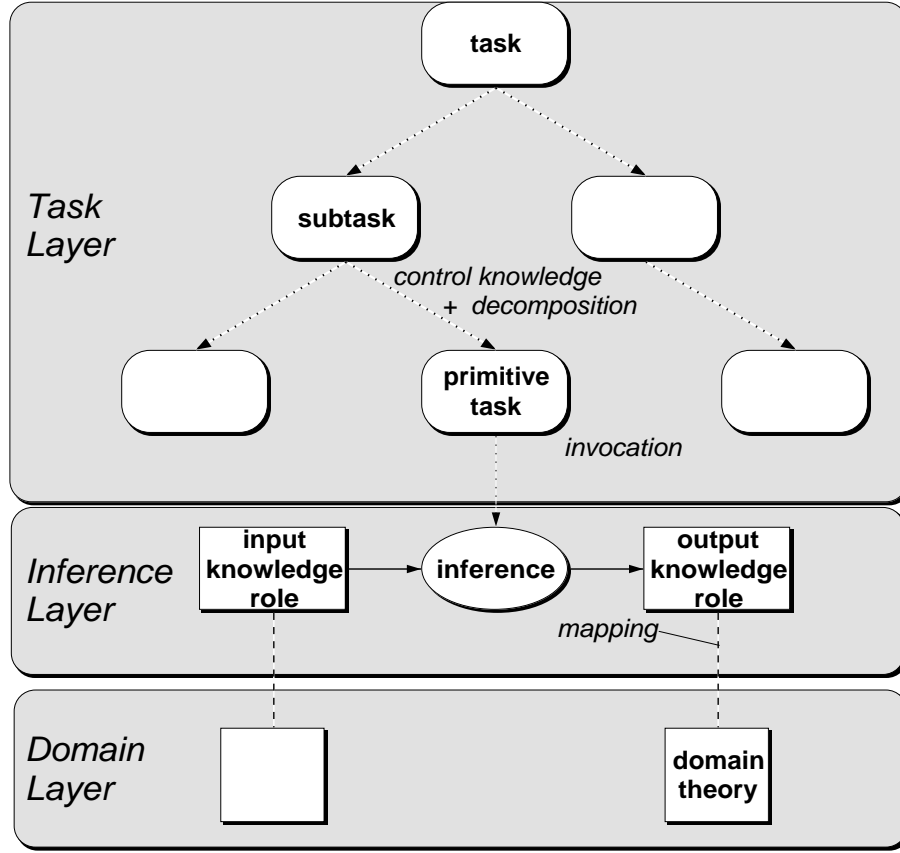 task
Task
Layer
subtask
control knowledge
+ decomposition
primitive
task
invocation
Inference
Layer
input
knowledge
role
inference
output
knowledge
role
mapping
Domain
Layer
domain
theory